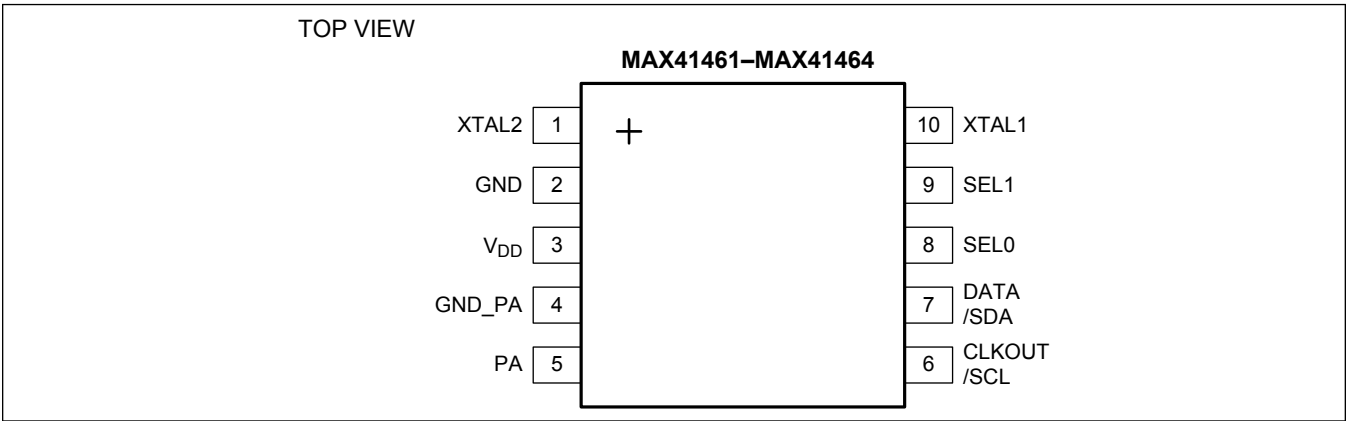 TOP VIEW
MAX41461–MAX41464
XTAL2 1
GND 2
VDD 3
GND_PA 4
PA 5
+
10 XTAL1
9 SEL1
8 SEL0
7 DATA
/SDA
6 CLKOUT
/SCL